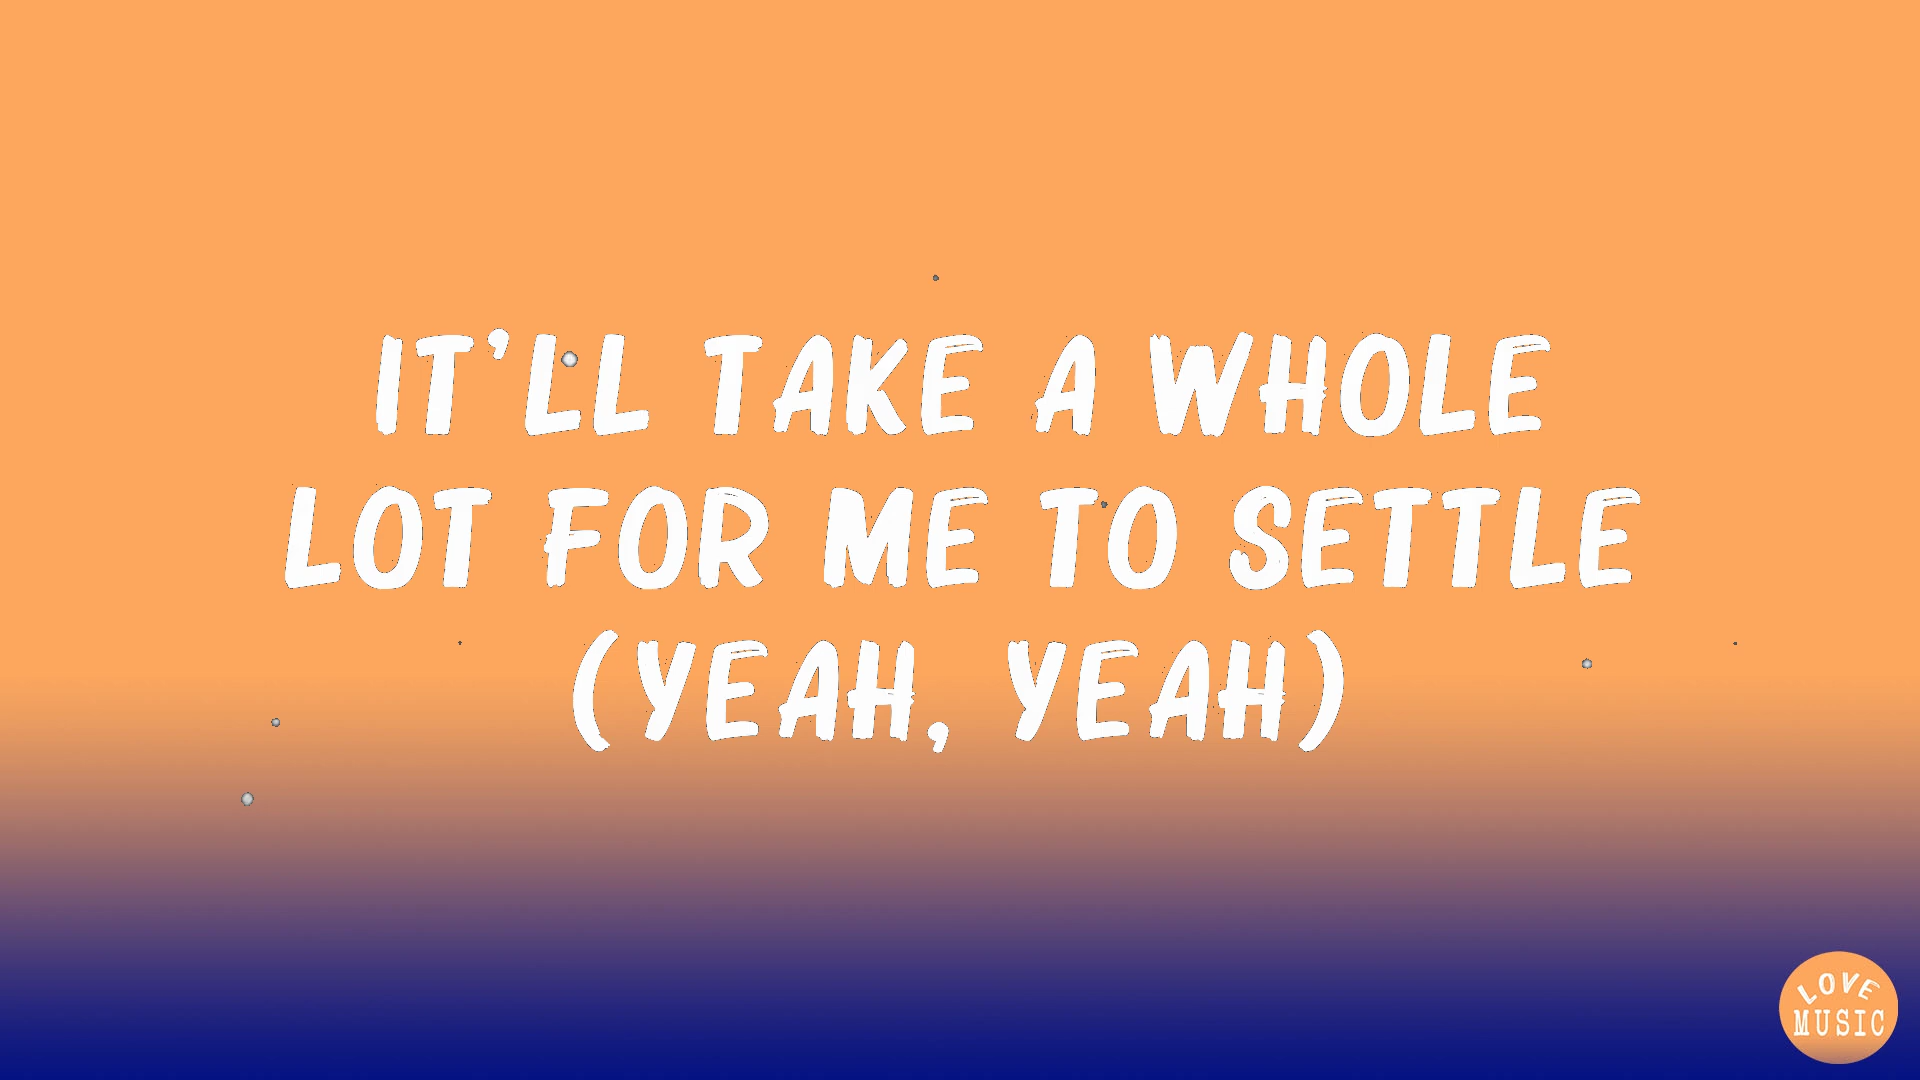 IT'LL TAKE A WHOLE
LOT FOR ME TO SETTLE
(YEAH, YEAH)
LOVE
MUSIC